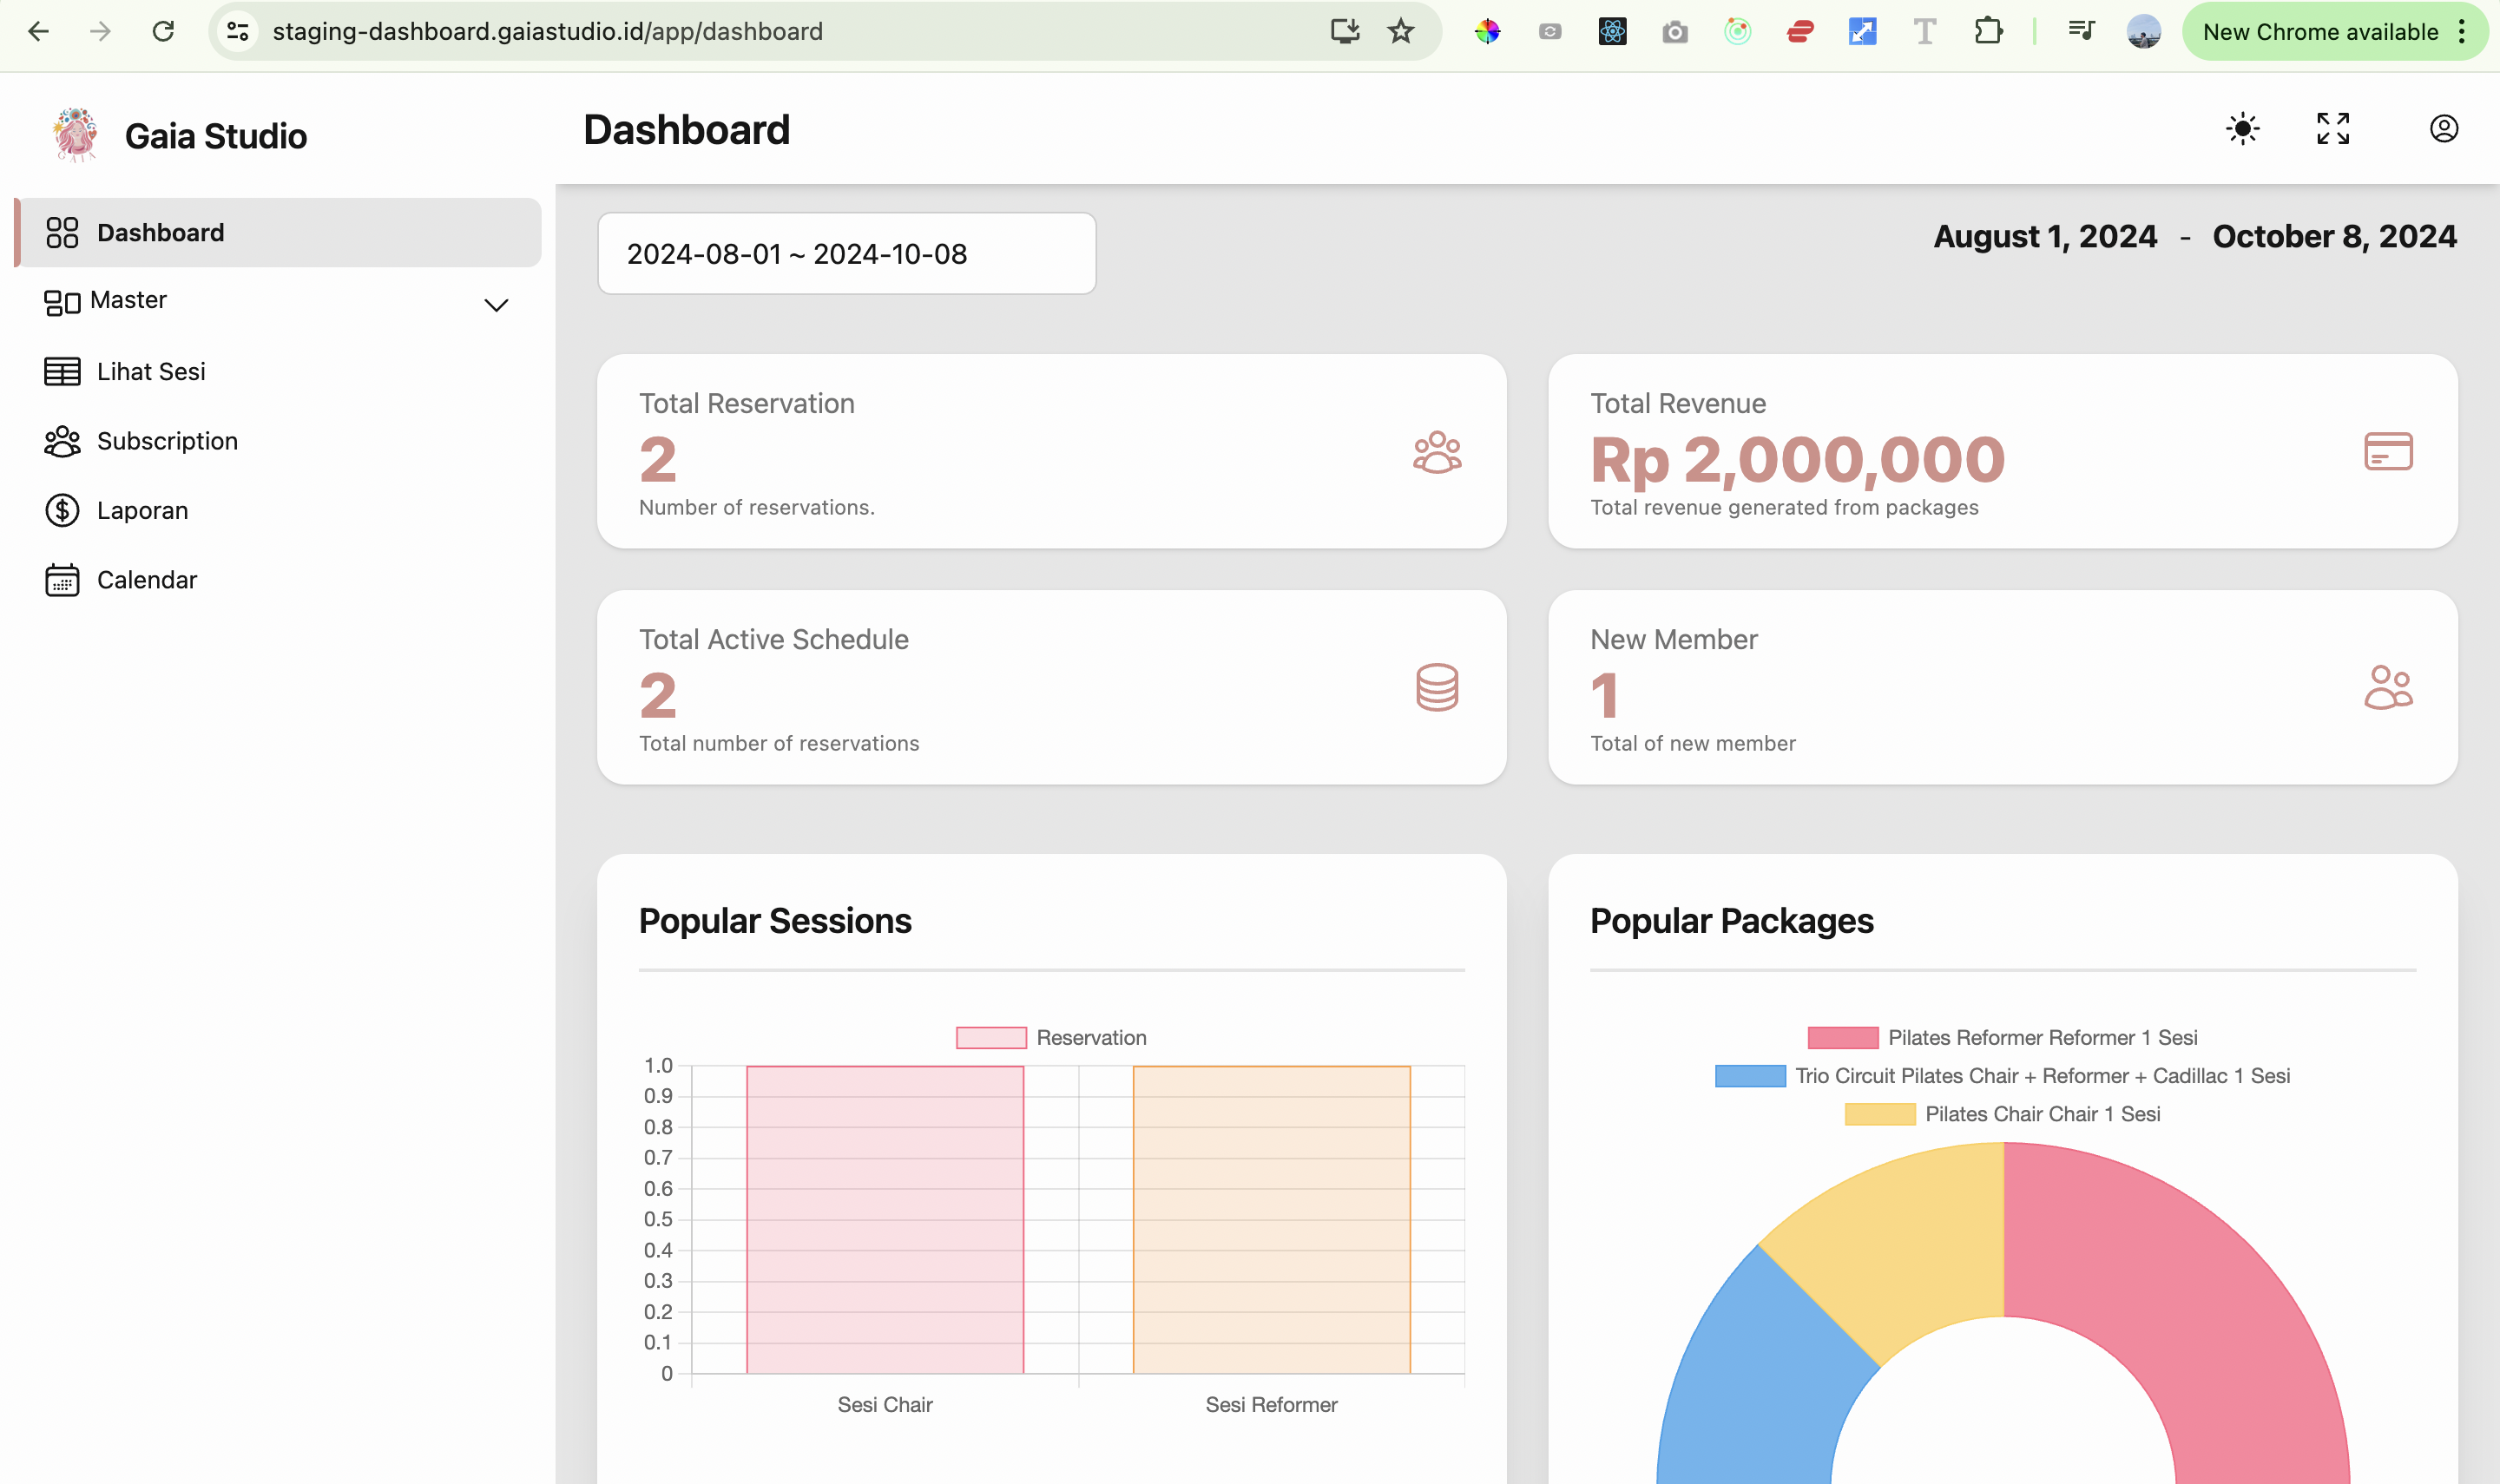 staging-dashboard.gaiastudio.id/app/dashboard
New Chrome available
GAIA
Gaia Studio
Dashboard
Dashboard
Master
Lihat Sesi
Subscription
Laporan
Calendar
2024-08-01 ~ 2024-10-08
August 1, 2024 - October 8, 2024
Total Reservation
2
Number of reservations.
Total Revenue
Rp 2,000,000
Total revenue generated from packages
Total Active Schedule
2
Total number of reservations
New Member
1
Total of new member
Popular Sessions
Reservation
1.0
0.9
0.8
0.7
0.6
0.5
0.4
0.3
0.2
0.1
0
Sesi Chair
Sesi Reformer
Popular Packages
Pilates Reformer Reformer 1 Sesi
Trio Circuit Pilates Chair + Reformer + Cadillac 1 Sesi
Pilates Chair Chair 1 Sesi